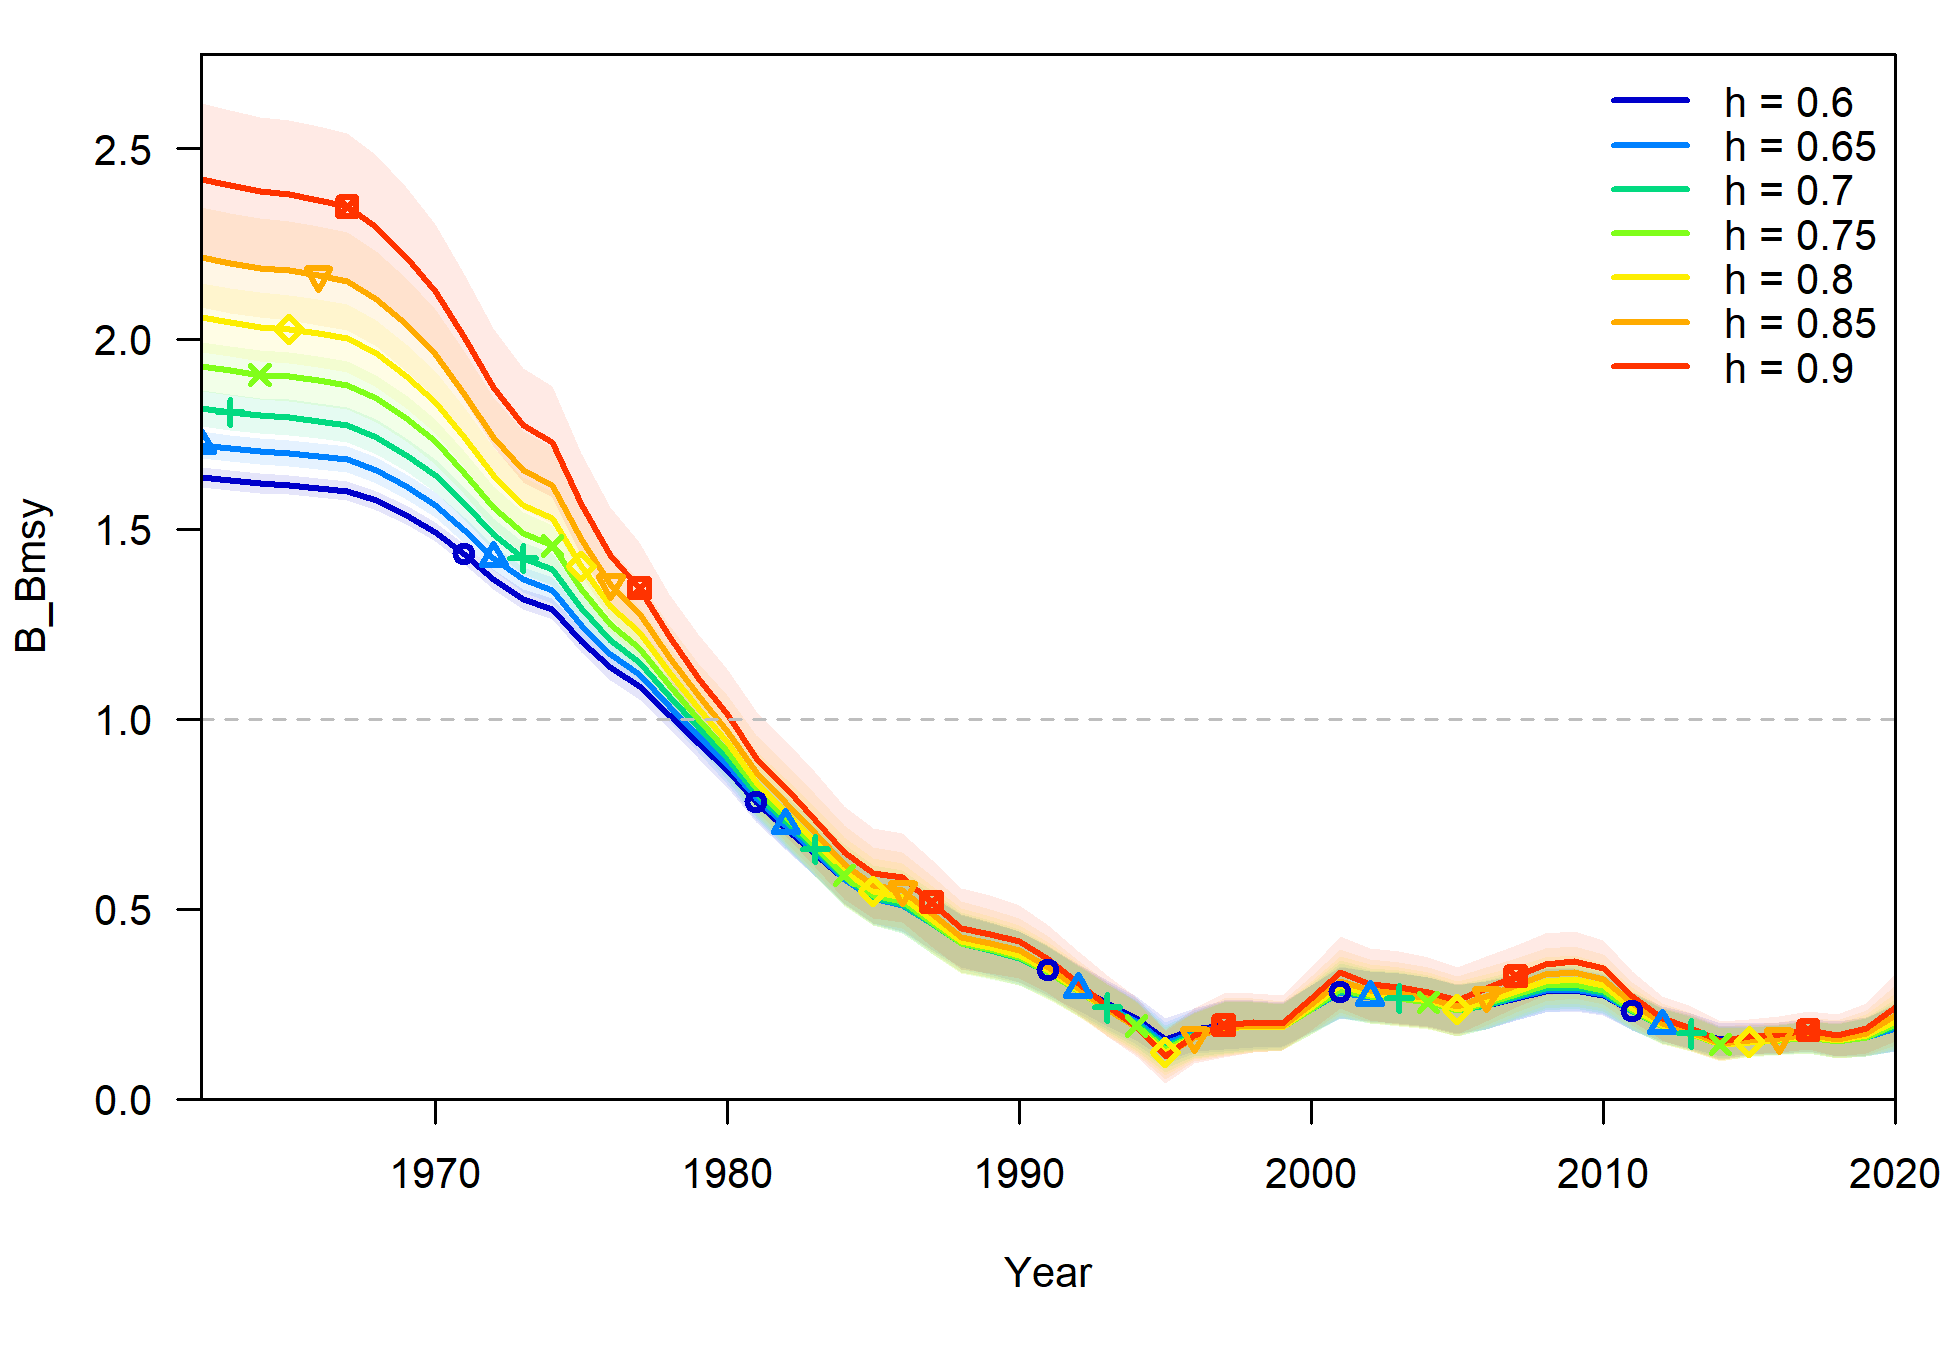 h = 0.6
h = 0.65
h = 0.7
h = 0.75
h = 0.8
h = 0.85
h = 0.9
2.5
2.0
1.5
1.0
0.5
0.0
B_Bmsy
1970 1980 1990 2000 2010 2020
Year